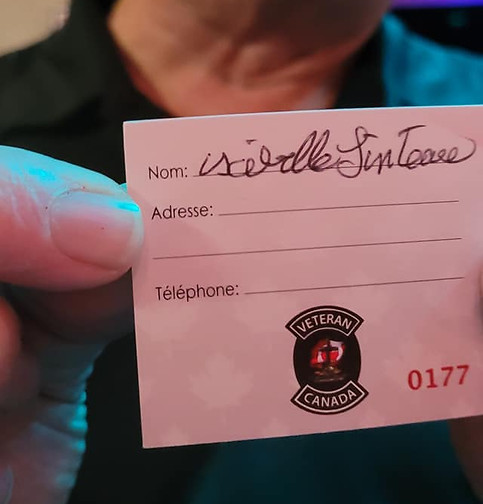 Nom:
Adresse:
Téléphone:
VETERAN
CANADA
0177